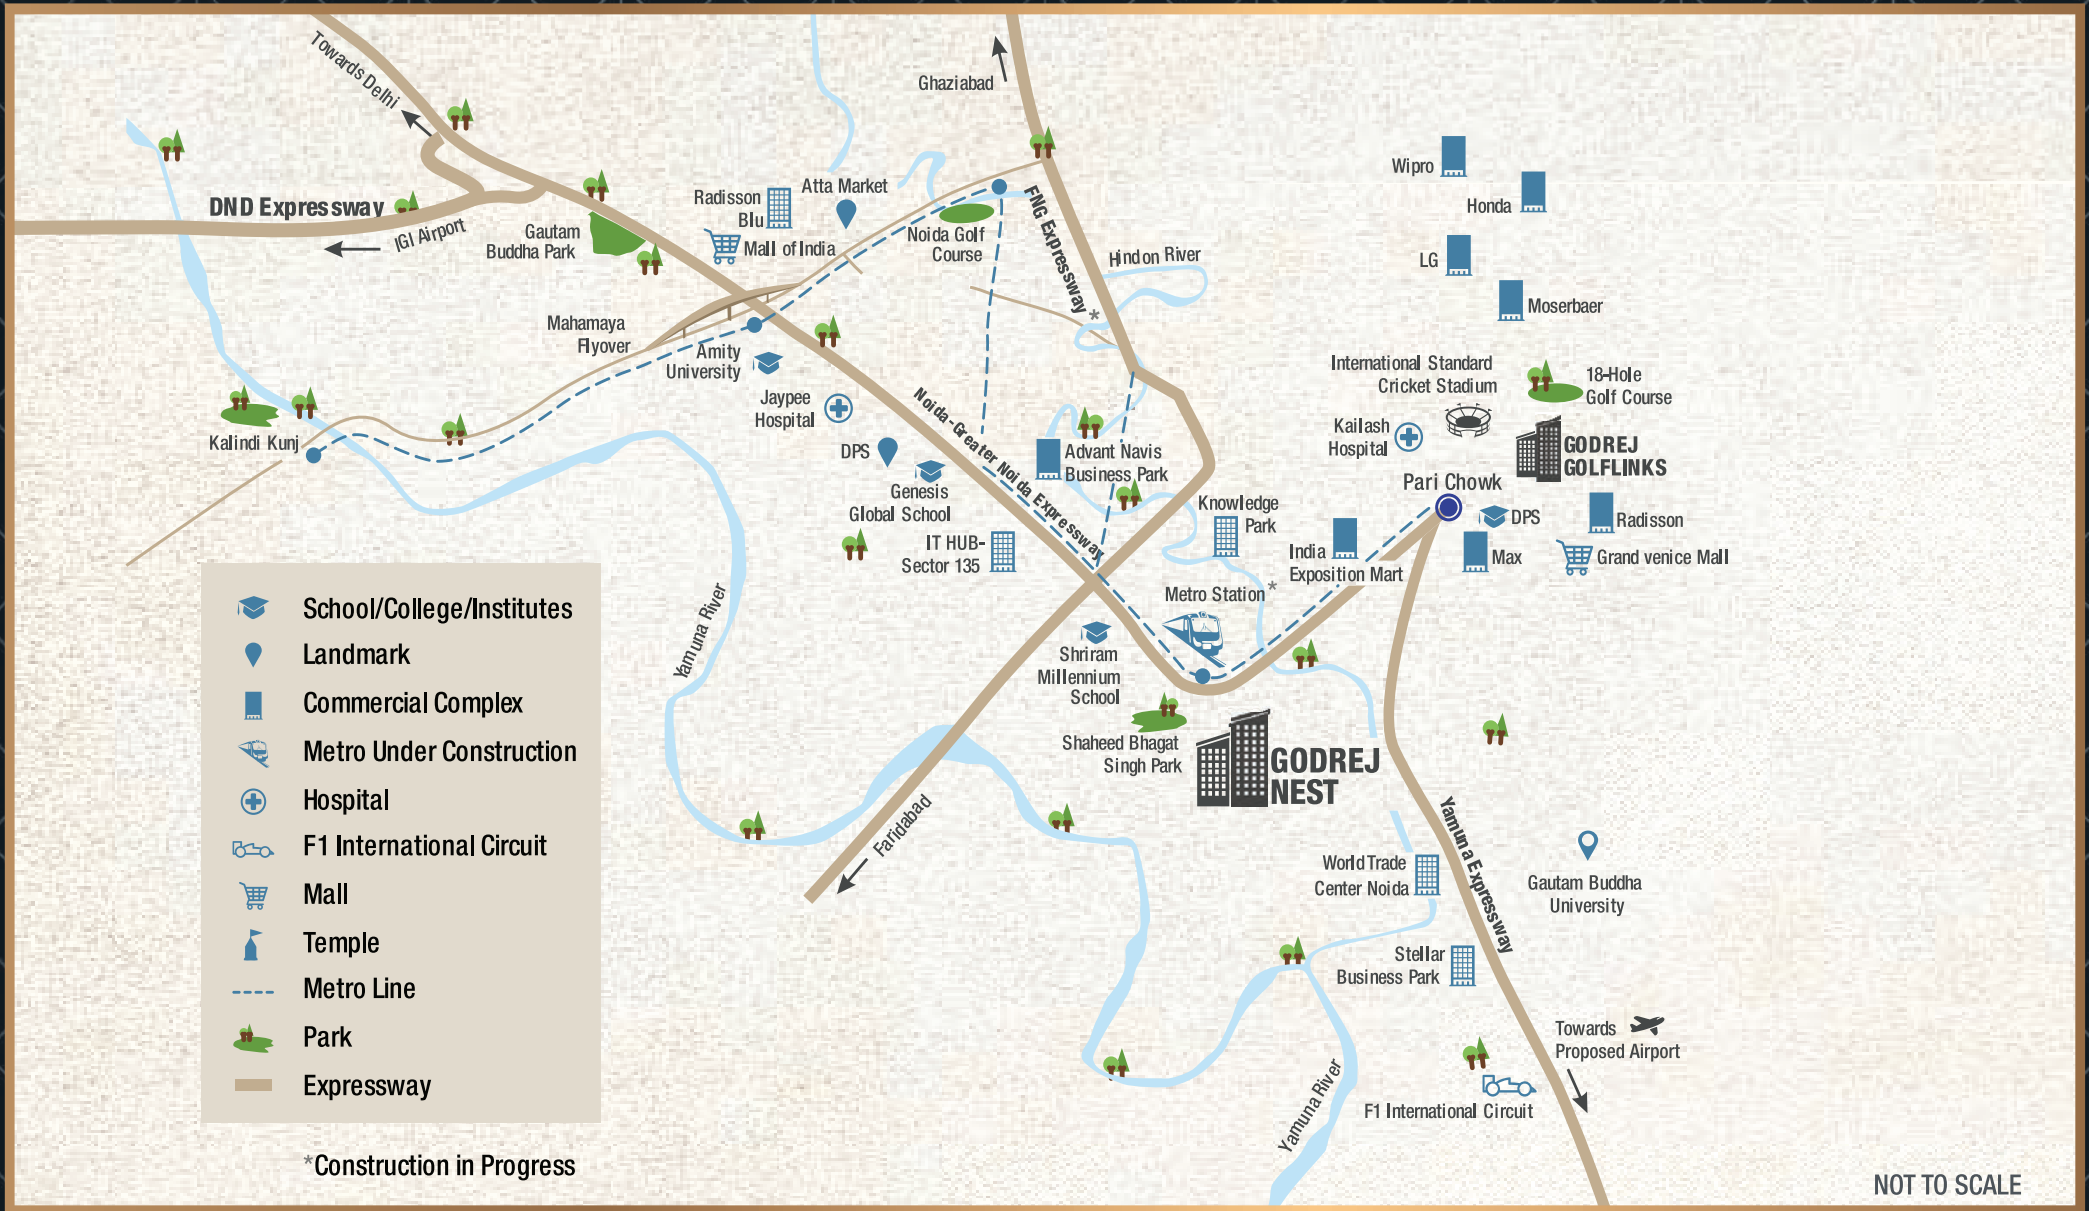 Towards Delhi
Ghaziabad
DND Expressway
IGI Airport
Gautam
Buddha Park
Radisson
Blu
Atta Market
Mall of India
Noida Golf
Course
FNG Expressway
*
Hindon River
Wipro
Honda
LG
Moserbaer
Mahamaya
Flyover
Amity
University
Jaypee
Hospital
International Standard
Cricket Stadium
18-Hole
Golf Course
Kalindi Kunj
DPS
Genesis
Global School
Noida-Greater Noida Expressway
Advant Navis
Business Park
Kailash
Hospital
GODREJ
GOLFLINKS
Pari Chowk
Knowledge
Park
DPS
Radisson
IT HUB-
Sector 135
India
Exposition Mart
Max
Grand venice Mall
Metro Station *
Yamuna River
Shriram
Millennium
School
Shaheed Bhagat
Singh Park
GODREJ
NEST
Faridabad
Yamuna Expressway
World Trade
Center Noida
Gautam Buddha
University
Stellar
Business Park
Towards
Proposed Airport
Yamuna River
F1 International Circuit
School/College/Institutes
Landmark
Commercial Complex
Metro Under Construction
Hospital
F1 International Circuit
Mall
Temple
Metro Line
Park
Expressway
*Construction in Progress
NOT TO SCALE